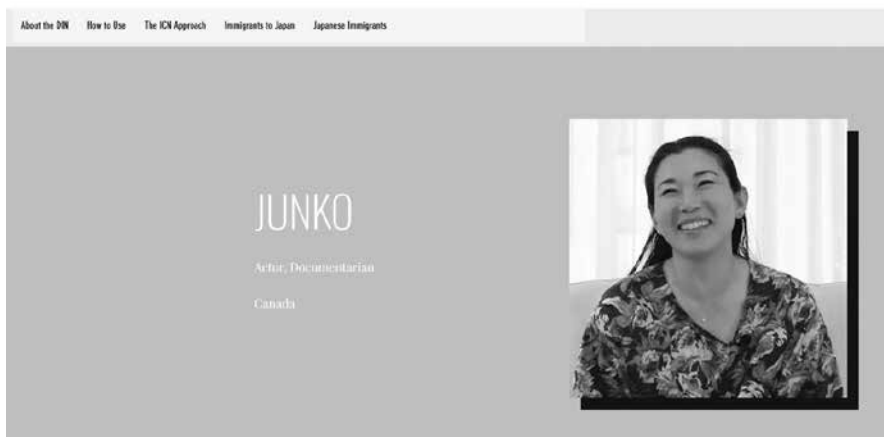 About the DIN How to Use The ICN Approach Immigrants to Japan Japanese Immigrants
JUNKO
Actor, Documentarian
Canada